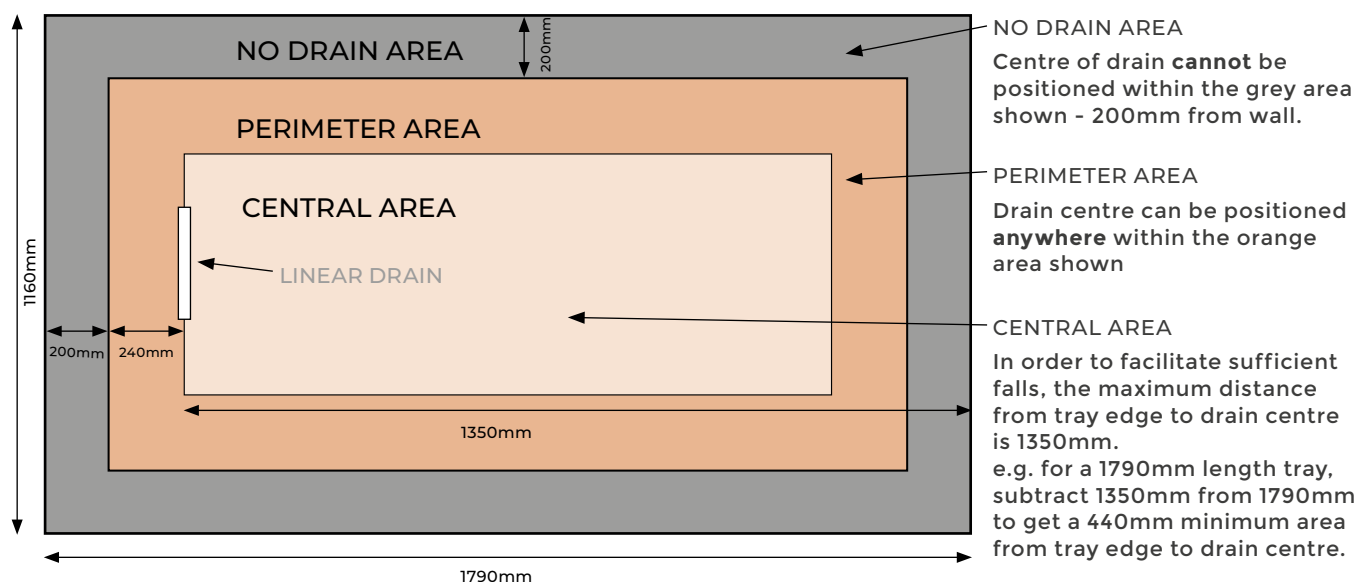 NO DRAIN AREA
200mm
PERIMETER AREA
CENTRAL AREA
LINEAR DRAIN
1160mm
200mm
240mm
1350mm
1790mm
NO DRAIN AREA
Centre of drain cannot be
positioned within the grey area
shown - 200mm from wall.
PERIMETER AREA
Drain centre can be positioned
anywhere within the orange
area shown
CENTRAL AREA
In order to facilitate sufficient
falls, the maximum distance
from tray edge to drain centre
is 1350mm.
e.g. for a 1790mm length tray,
subtract 1350mm from 1790mm
to get a 440mm minimum area
from tray edge to drain centre.